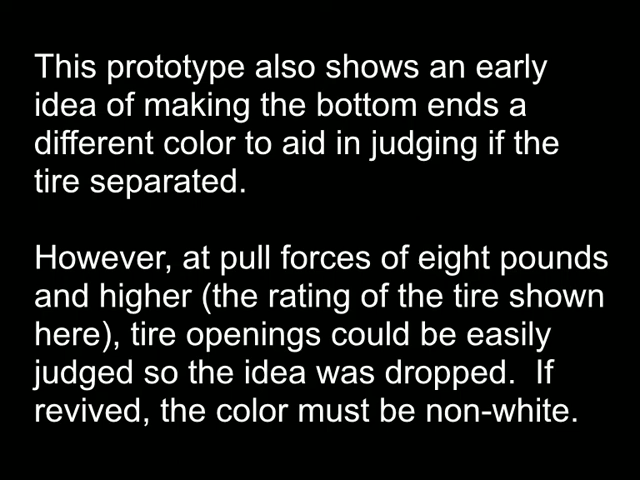 This prototype also shows an early
idea of making the bottom ends a
different color to aid in judging if the
tire separated.
However, at pull forces of eight pounds
and higher (the rating of the tire shown
here), tire openings could be easily
judged so the idea was dropped.  If
revived, the color must be non-white.